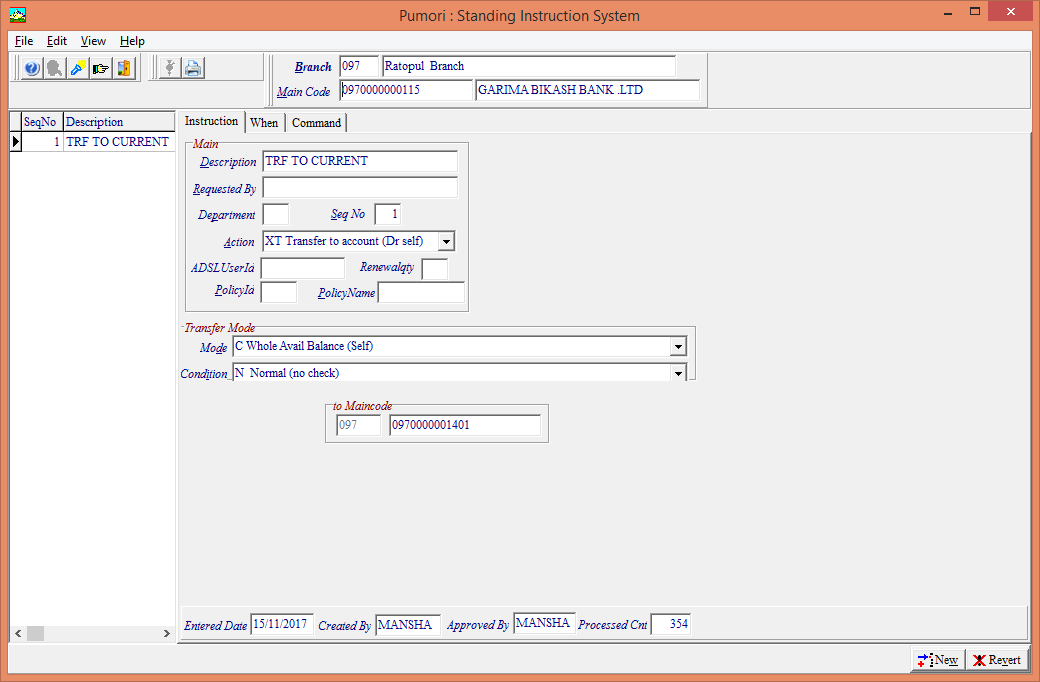 Pumori : Standing Instruction System
File Edit View Help
Branch 097 Ratopul Branch
Main Code 0970000000115 GARIMA BIKASH BANK .LTD
SeqNo Description
1 TRF TO CURRENT
Instruction When Command
Main
Description TRF TO CURRENT
Requested By
Department Seq No 1
Action XT Transfer to account (Dr self)
ADSLUserId Renewalqty
PolicyId PolicyName
Transfer Mode
Mode C Whole Avail Balance (Self)
Condition N Normal (no check)
to Maincode
097 0970000001401
Entered Date 15/11/2017 Created By MANSHA Approved By MANSHA Processed Cnt 354
New Revert